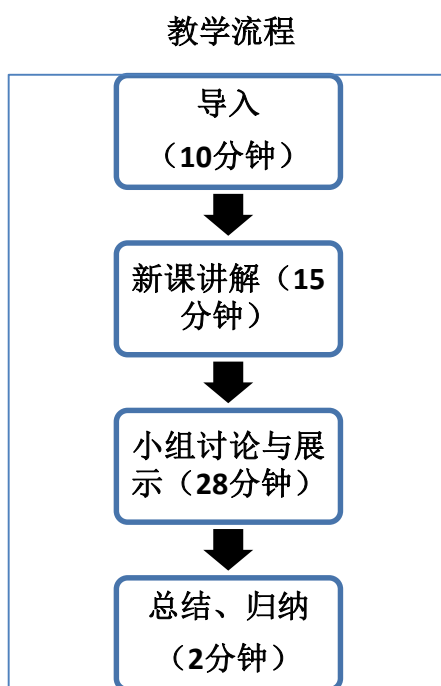 教学流程
导入
（10分钟）
新课讲解（15
分钟）
小组讨论与展
示（28分钟）
总结、归纳
（2分钟）